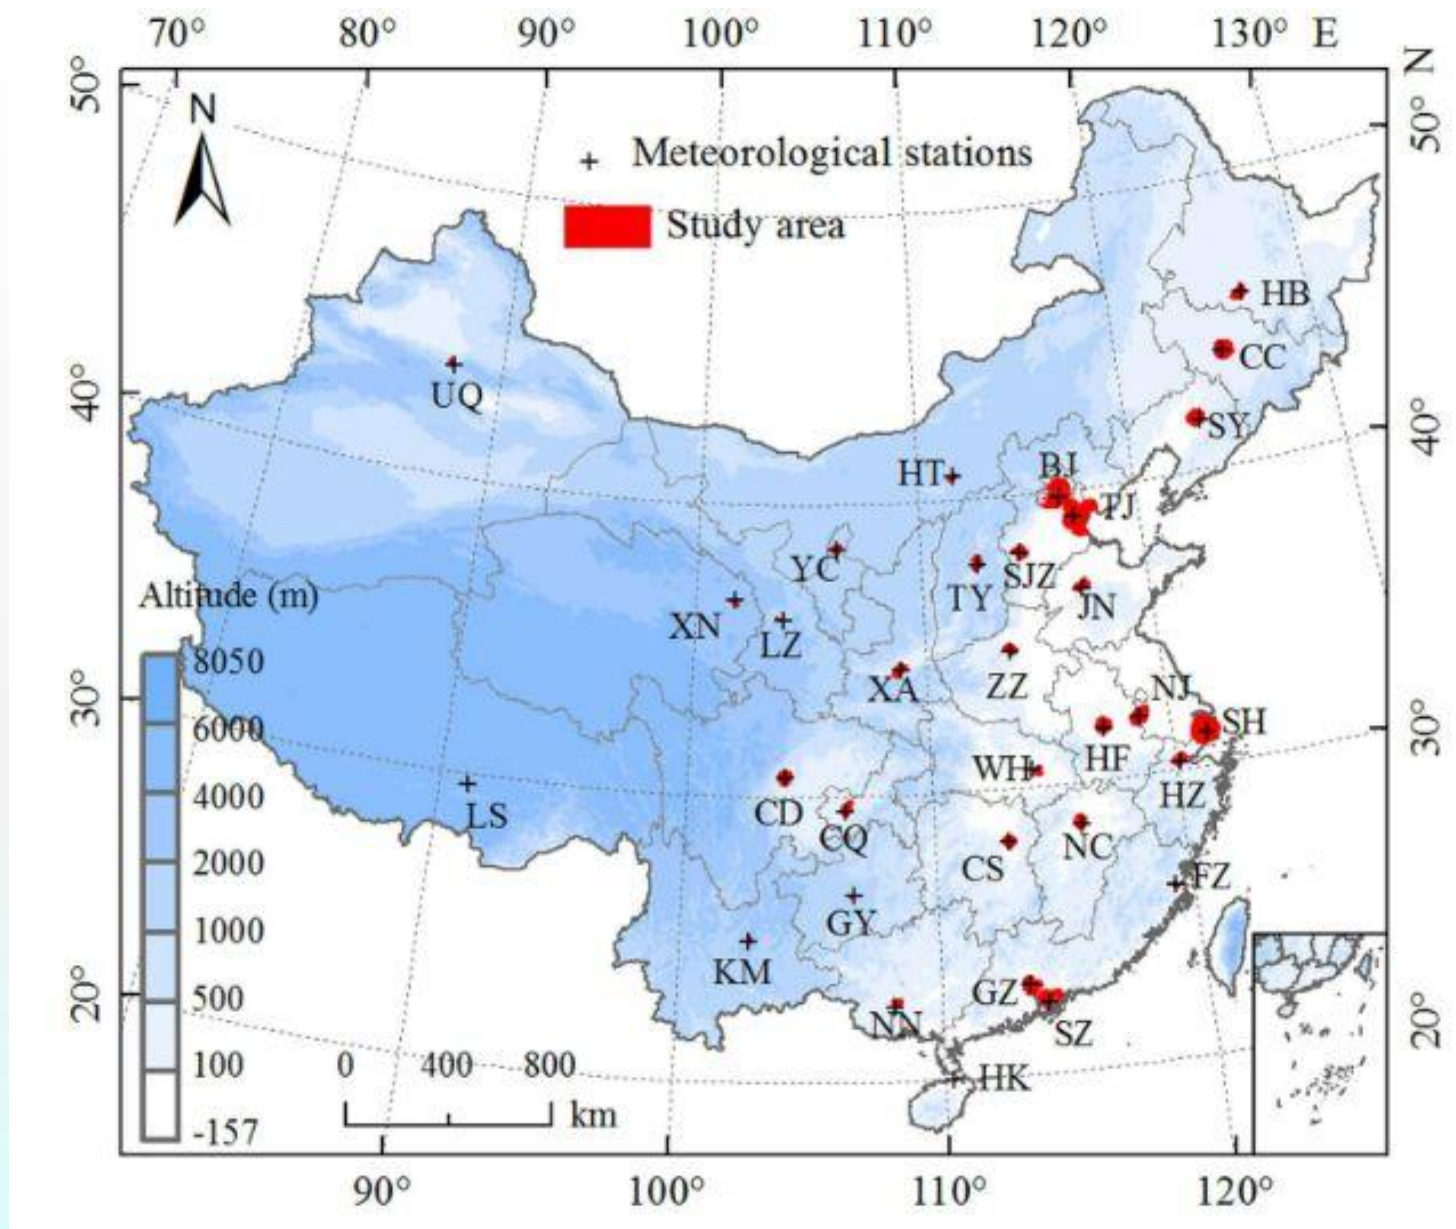 70° 80° 90° 100° 110° 120° 130° E
N
50°
50°
N
Meteorological stations
Study area
HB
CC
UQ
40°
SY
40°
HT
BJ
TJ
YC
TY
SJZ
JN
Altitude (m)
XN
LZ
8050
XA
ZZ
NJ
30°
6000
SH
30°
HF
WH
HZ
4000
LS
CD
CQ
NC
CS
2000
FZ
GY
1000
KM
20°
500
GZ
NN
SZ
20°
100
0 400 800
HK
km
-157
90° 100° 110° 120°